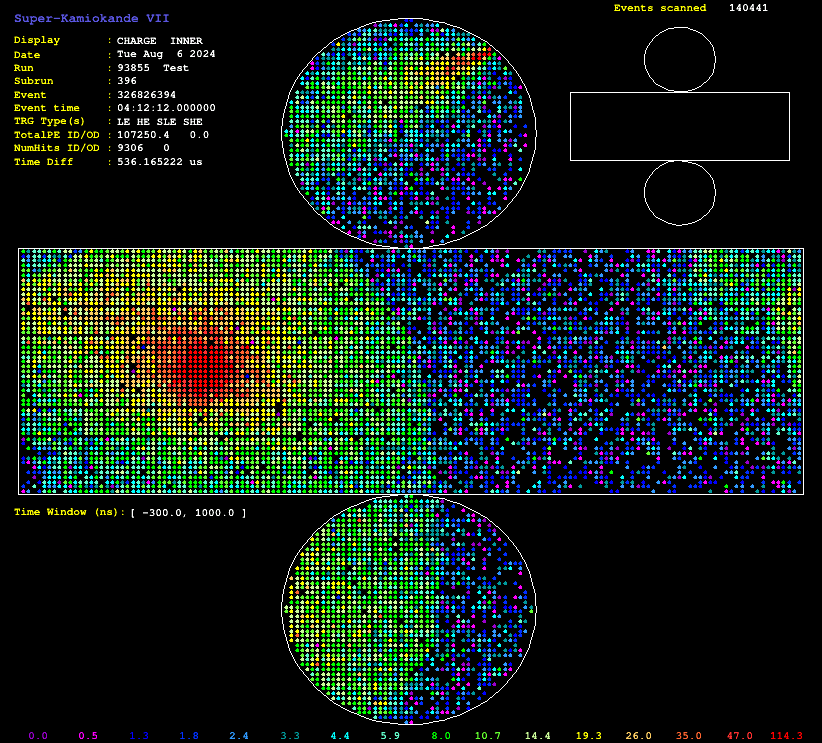 Super-Kamiokande VII
Events scanned 140441
Display : CHARGE INNER
Date : Tue Aug 6 2024
Run : 93855 Test
Subrun : 396
Event : 326826394
Event time : 04:12:12.000000
TRG Type(s) : LE HE SLE SHE
TotalPE ID/OD : 107250.4 0.0
NumHits ID/OD : 9306 0
Time Diff : 536.165222 us
Time Window (ns): [ -300.0, 1000.0 ]
0.0 0.5 1.3 1.8 2.4 3.3 4.4 5.9 8.0 10.7 14.4 19.3 26.0 35.0 47.0 114.3